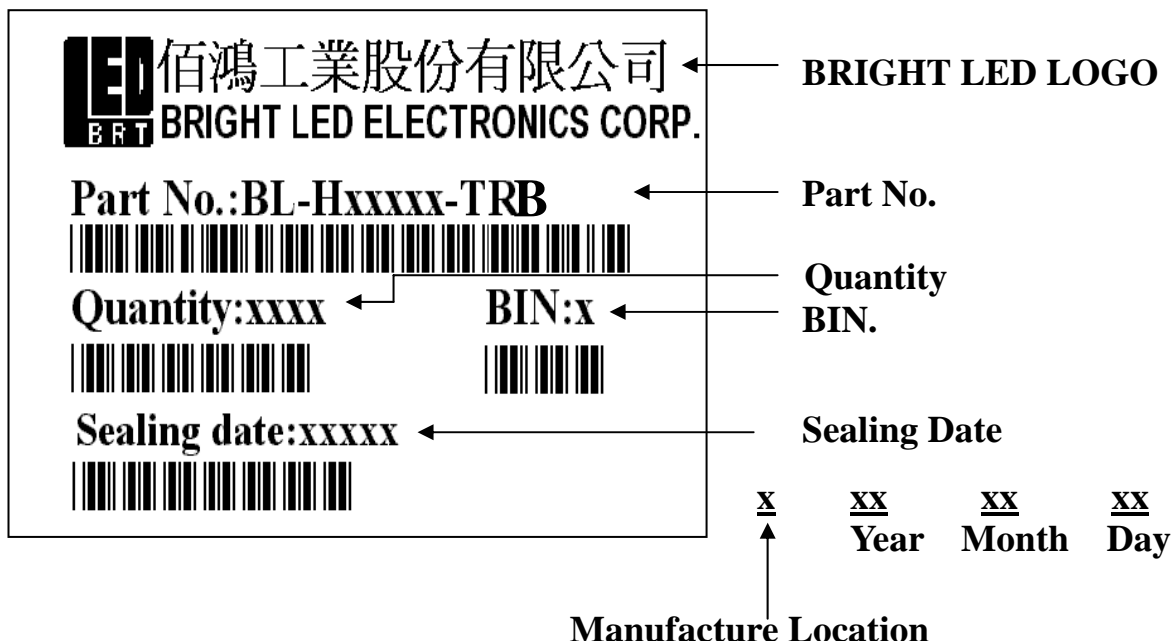 LED 佰鴻工業股份有限公司 BRIGHT LED LOGO
BRT BRIGHT LED ELECTRONICS CORP.
Part No.:BL-Hxxxxx-TRB Part No.
Quantity
Quantity:xxxx BIN:x BIN.
Sealing date:xxxxx Sealing Date
x xx xx xx
Year Month Day
Manufacture Location